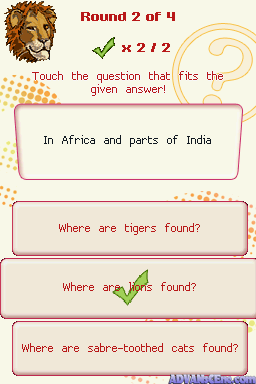 Round 2 of 4
x 2 / 2
Touch the question that fits the
given answer!
In Africa and parts of India
Where are tigers found?
Where are lions found?
Where are sabre-toothed cats found?
ADVANsCEne.com